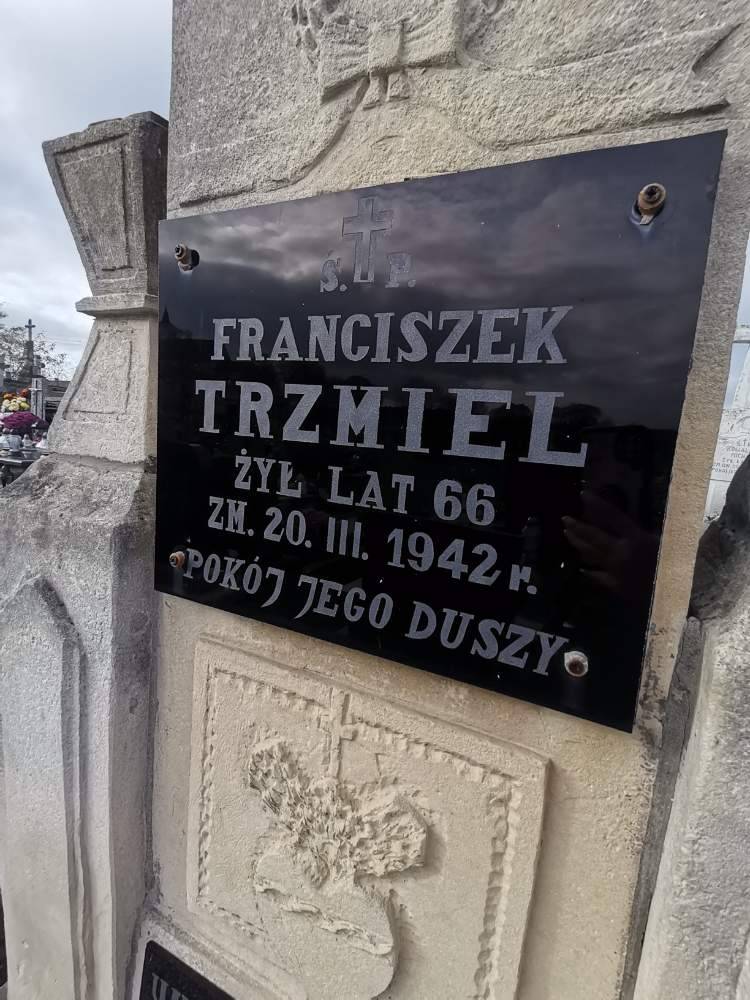 Ś. P.
FRANCISZEK
TRZMIEL
ŻYŁ LAT 66
ZM. 20. III. 1942 R.
POKÓJ JEGO DUSZY